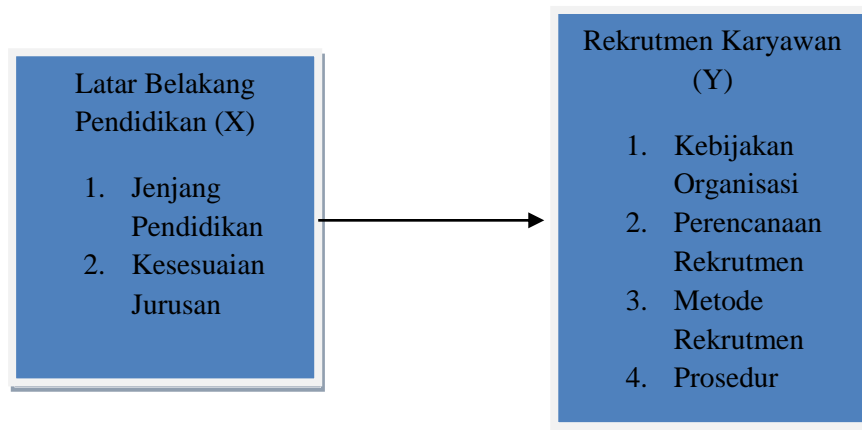 Latar Belakang
Pendidikan (X)
1. Jenjang
Pendidikan
2. Kesesuaian
Jurusan
Rekrutmen Karyawan
(Y)
1. Kebijakan
Organisasi
2. Perencanaan
Rekrutmen
3. Metode
Rekrutmen
4. Prosedur